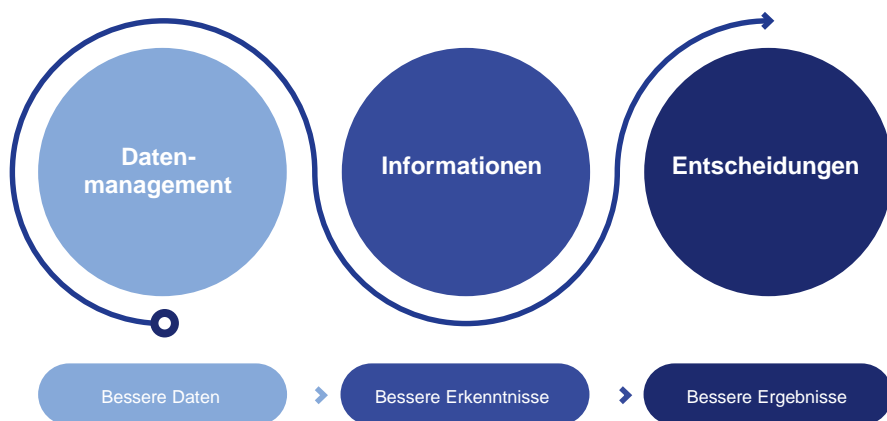 Daten-
management
Informationen
Entscheidungen
Bessere Daten
Bessere Erkenntnisse
Bessere Ergebnisse